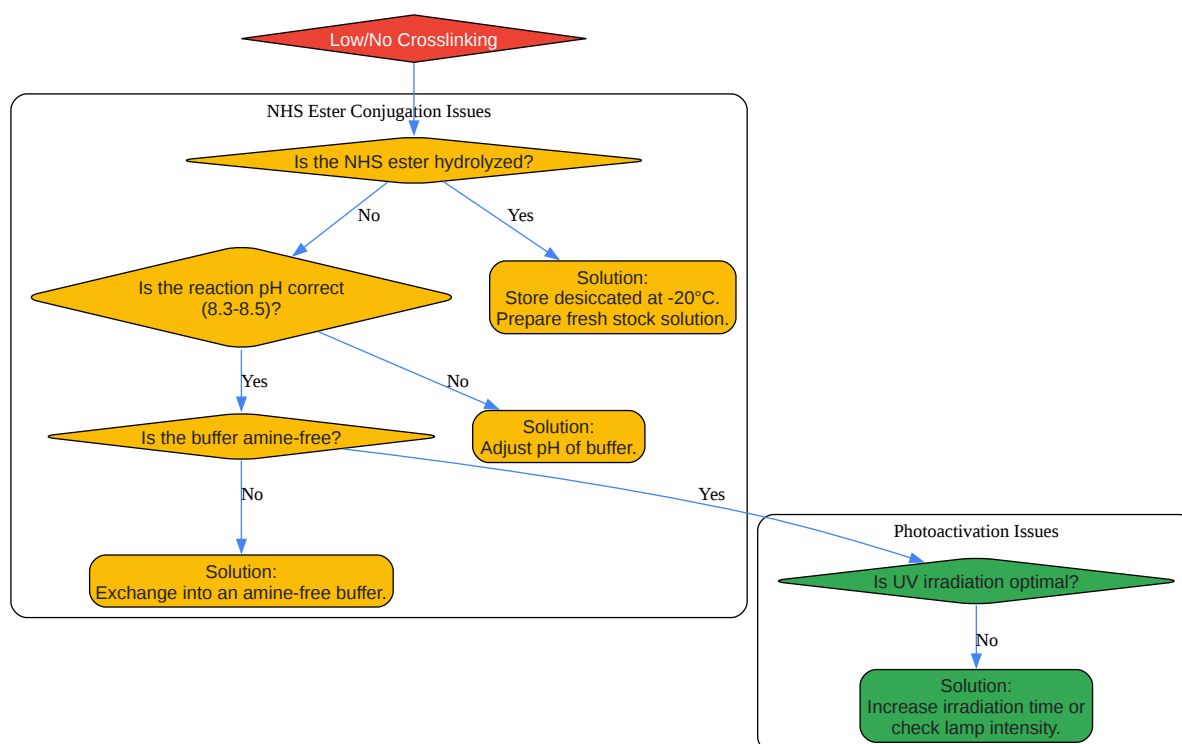 Low/No Crosslinking
NHS Ester Conjugation Issues
Is the NHS ester hydrolyzed?
No
Yes
Is the reaction pH correct
(8.3-8.5)?
Solution:
Store desiccated at -20°C.
Prepare fresh stock solution.
Yes
No
Is the buffer amine-free?
Solution:
Adjust pH of buffer.
No
Yes
Solution:
Exchange into an amine-free buffer.
Photoactivation Issues
Is UV irradiation optimal?
No
Solution:
Increase irradiation time or
check lamp intensity.